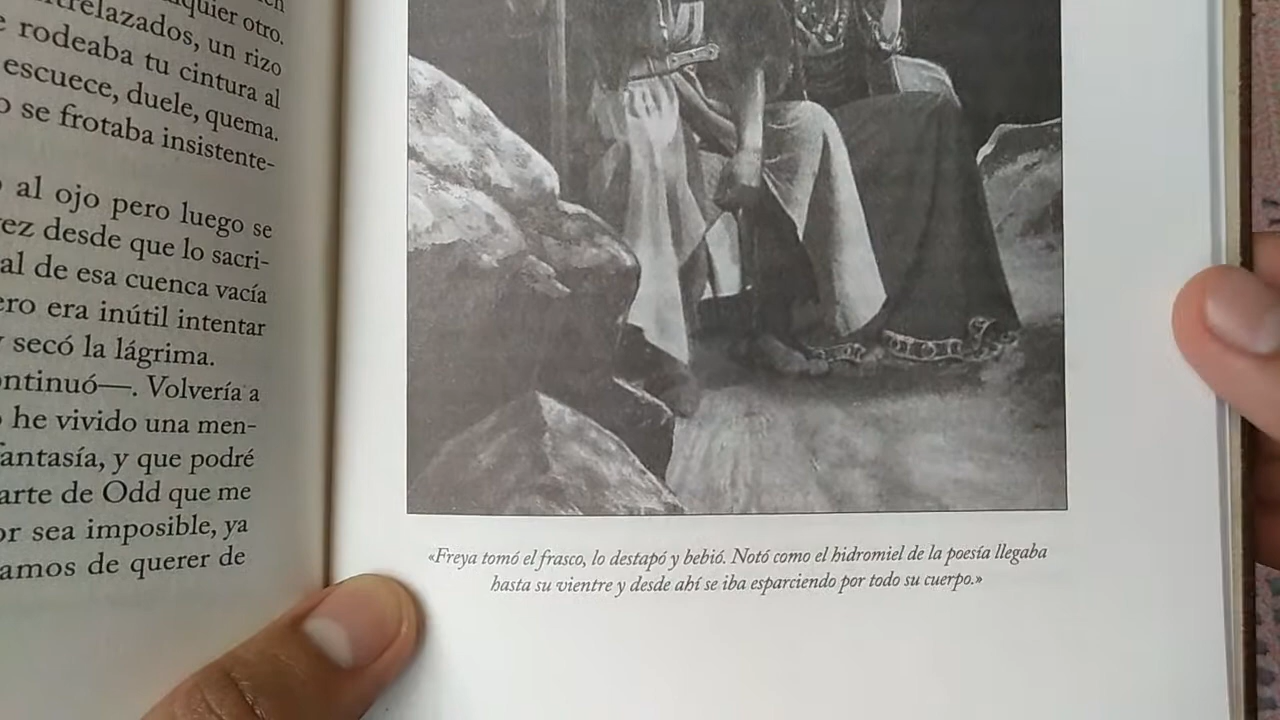 quier otro.
trelazados, un rizo
rodeaba tu cintura al
escuece, duele, quema.
se frotaba insistente-
al ojo pero luego se
vez desde que lo sacri-
al de esa cuenca vacía
ero era inútil intentar
y secó la lágrima.
ontinuó—. Volvería a
he vivido una men-
fantasía, y que podré
arte de Odd que me
or sea imposible, ya
amos de querer de
«Freya tomó el frasco, lo destapó y bebió. Notó como el hidromiel de la poesía llegaba
hasta su vientre y desde ahí se iba esparciendo por todo su cuerpo.»